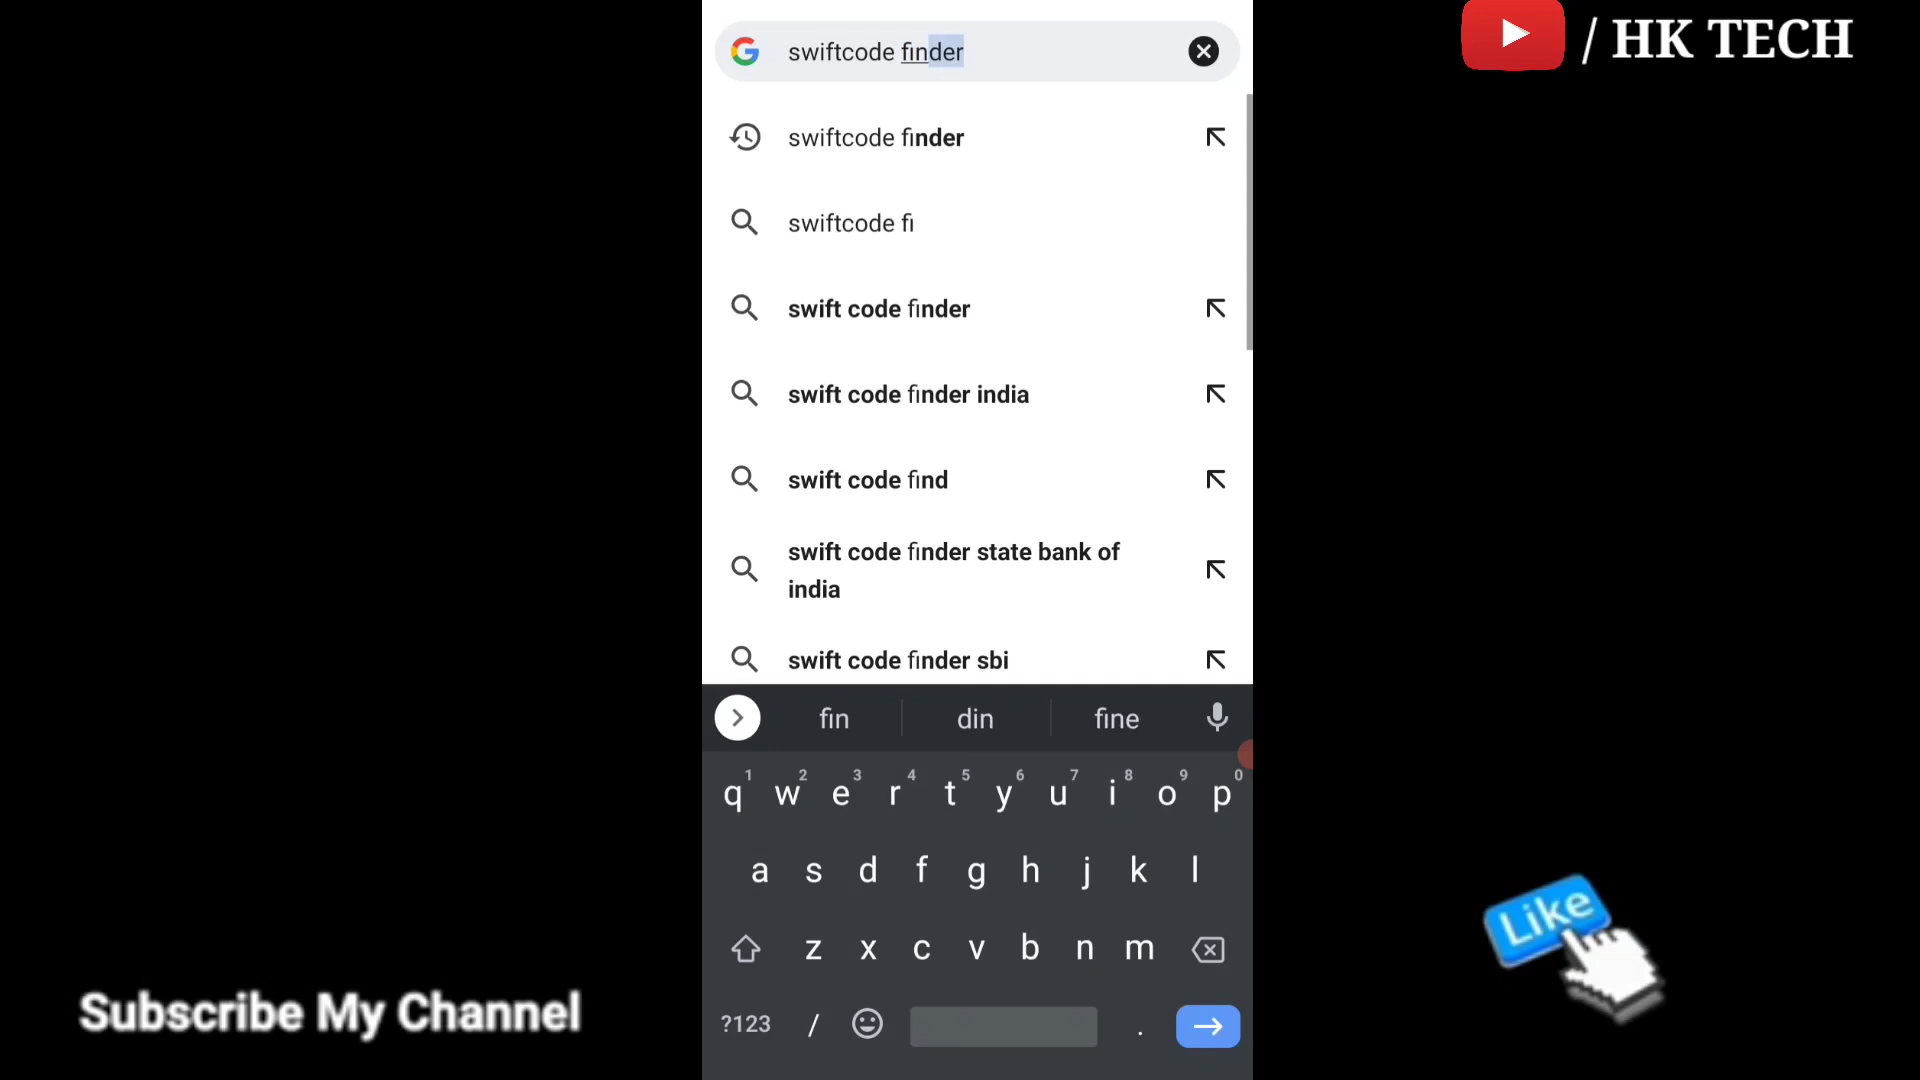 swiftcode finder
/ HK TECH
swiftcode finder
swiftcode fi
swift code finder
swift code finder india
swift code find
swift code finder state bank of
india
swift code finder sbi
fin din fine
1 2 3 4 5 6 7 8 9 0
q w e r t y u i o p
a s d f g h j k l
z x c v b n m
?123 / .
Like
Subscribe My Channel